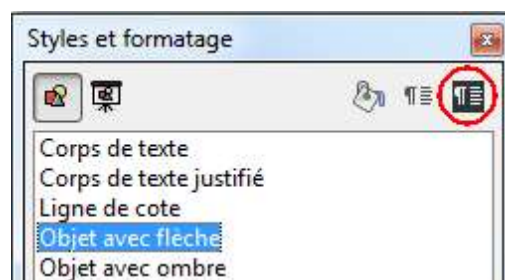 Styles et formatage
Corps de texte
Corps de texte justifié
Ligne de cote
Objet avec flèche
Objet avec ombre